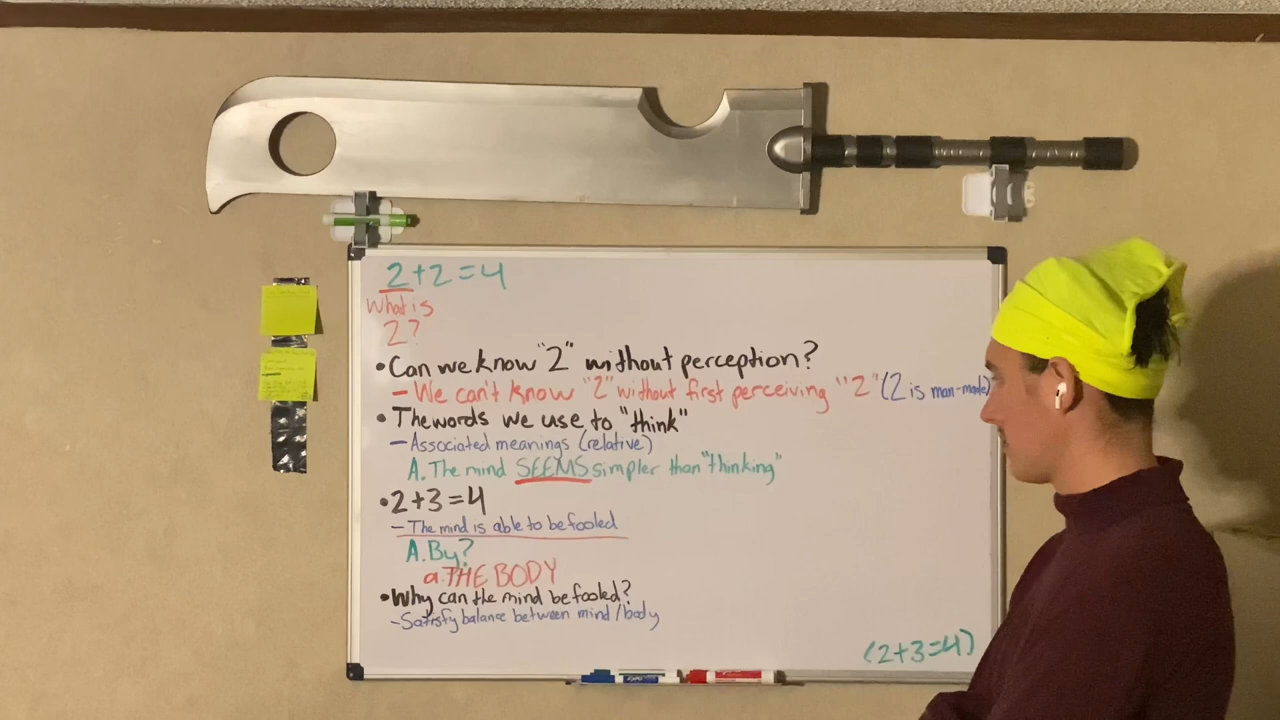 2+2=4
What is
2?
•Can we know "2" without perception?
– We can't know "2" without first perceiving "2" (2 is man-made)
•The words we use to "think"
– Associated meanings (relative)
A. The mind SEEMS simpler than "thinking"
•2+3=4
– The mind is able to be fooled
A. By?
a. THE BODY
•Why can the mind be fooled?
– Satisfy balance between mind/body
(2+3=4)